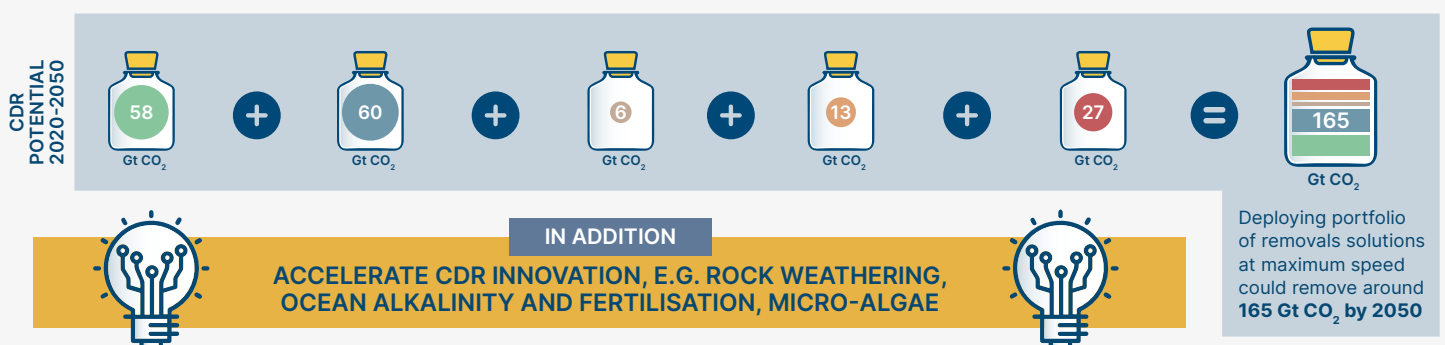 CDR
POTENTIAL
2020-2050
58
Gt CO₂
+
60
Gt CO₂
+
6
Gt CO₂
+
13
Gt CO₂
+
27
Gt CO₂
=
165
Gt CO₂
Deploying portfolio
of removals solutions
at maximum speed
could remove around
165 Gt CO₂ by 2050
IN ADDITION
ACCELERATE CDR INNOVATION, E.G. ROCK WEATHERING,
OCEAN ALKALINITY AND FERTILISATION, MICRO-ALGAE